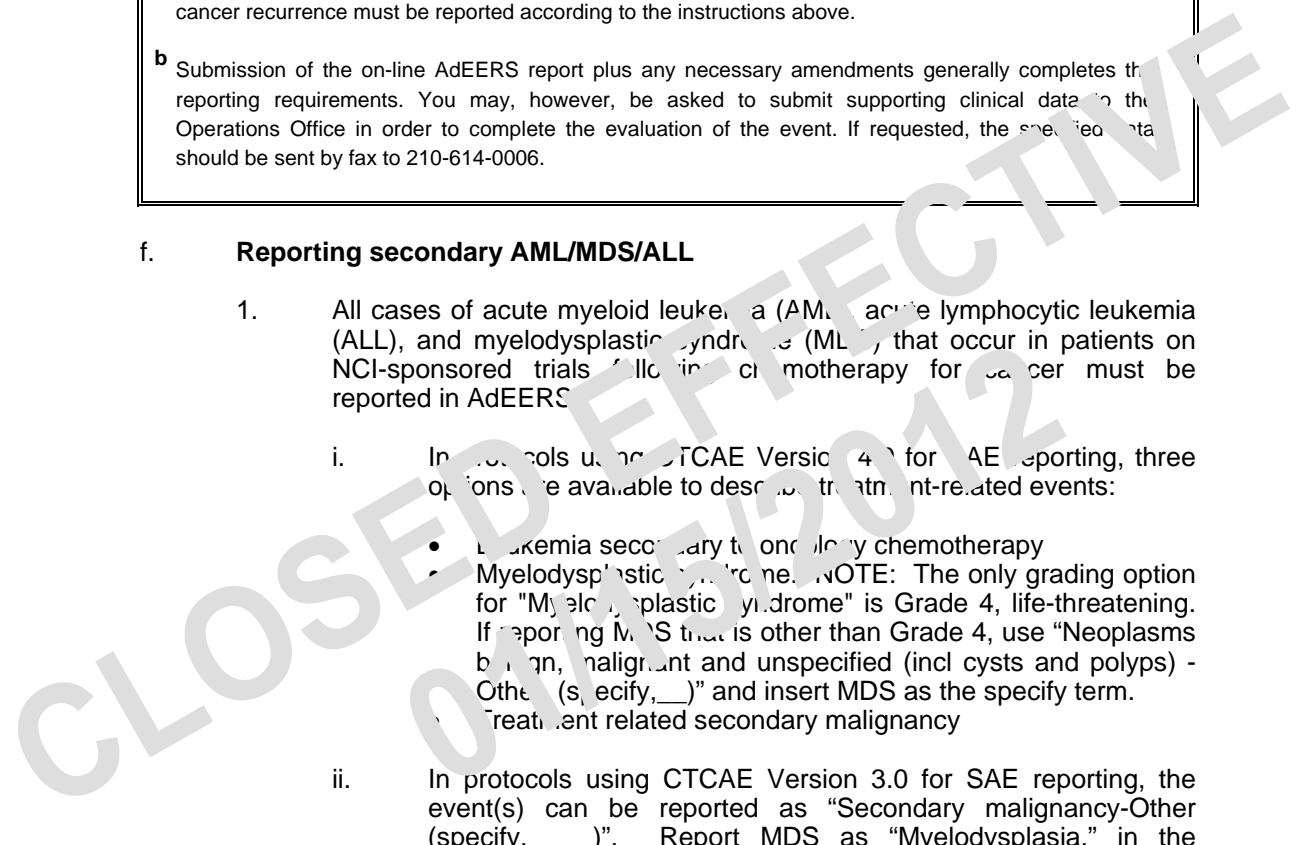 cancer recurrence must be reported according to the instructions above.
b Submission of the on-line AdEERS report plus any necessary amendments generally completes
reporting requirements. You may, however, be asked to submit supporting clinical data to the
Operations Office in order to complete the evaluation of the event. If requested, the specified data
should be sent by fax to 210-614-0006.
f. Reporting secondary AML/MDS/ALL
1. All cases of acute myeloid leukemia (AML), acute lymphocytic leukemia
(ALL), and myelodysplastic syndrome (MDS) that occur in patients on
NCI-sponsored trials following chemotherapy for cancer must be
reported in AdEERS
i. In protocols using CTCAE Version 4.0 for SAE reporting, three
options are available to describe treatment-related events:
• Leukemia secondary to oncology chemotherapy
• Myelodysplastic syndrome. NOTE: The only grading option
for "Myelodysplastic syndrome" is Grade 4, life-threatening.
If reporting MDS that is other than Grade 4, use “Neoplasms
benign, malignant and unspecified (incl cysts and polyps) -
Other (specify,__)” and insert MDS as the specify term.
• Treatment related secondary malignancy
ii. In protocols using CTCAE Version 3.0 for SAE reporting, the
event(s) can be reported as “Secondary malignancy-Other
(specify, ___)”. Report MDS as “Myelodysplasia,” in the
CLOSED EFFECTIVE
01/15/2012